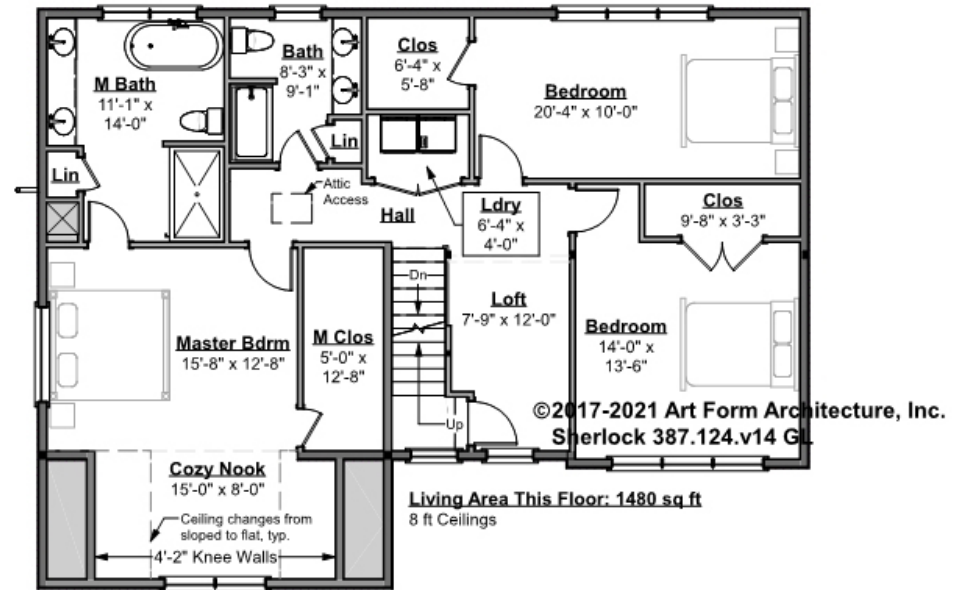 M Bath
11'-1" x
14'-0"
Bath
8'-3" x
9'-1"
Clos
6'-4" x
5'-8"
Bedroom
20'-4" x 10'-0"
Lin
Lin
Attic
Access
Hall
Ldry
6'-4" x
4'-0"
Clos
9'-8" x 3'-3"
Dn
Loft
7'-9" x 12'-0"
Master Bdrm
15'-8" x 12'-8"
M Clos
5'-0" x
12'-8"
Bedroom
14'-0" x
13'-6"
Up
©2017-2021 Art Form Architecture, Inc.
Sherlock 387.124.v14 GL
Cozy Nook
15'-0" x 8'-0"
Ceiling changes from
sloped to flat, typ.
4'-2" Knee Walls
Living Area This Floor: 1480 sq ft
8 ft Ceilings